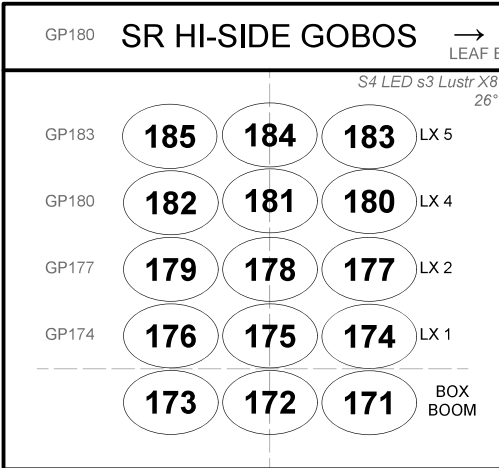 GP180 SR HI-SIDE GOBOS →
LEAF
S4 LED s3 Lustr X8
26°
GP183 185 184 183 LX 5
GP180 182 181 180 LX 4
GP177 179 178 177 LX 2
GP174 176 175 174 LX 1
173 172 171 BOX BOOM